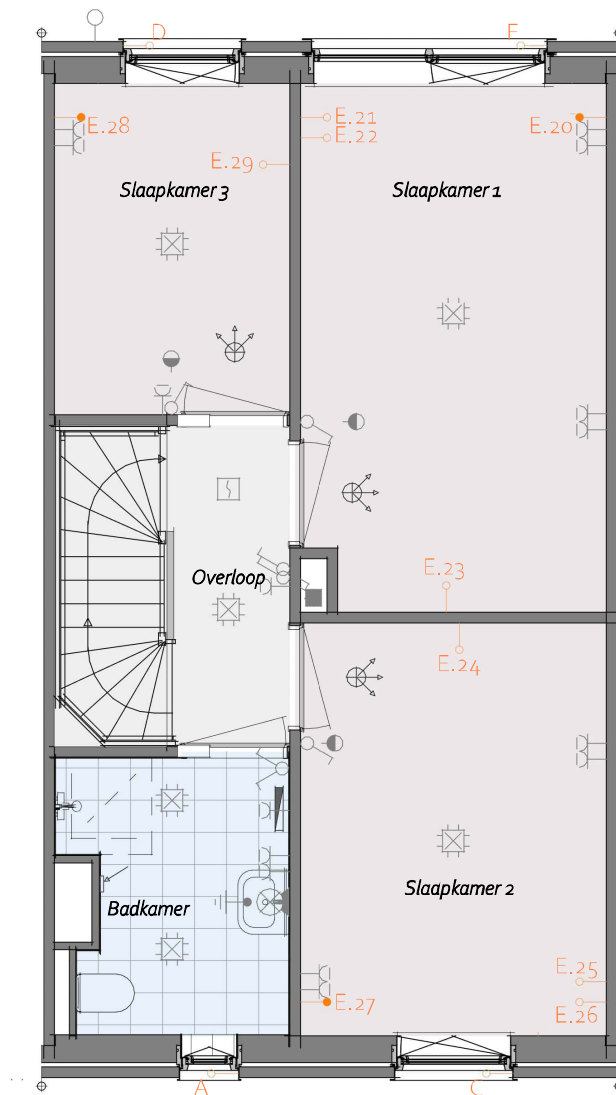 D F
E.28 E.21 E.20
E.22
E.29
Slaapkamer 3 Slaapkamer 1
Overloop
E.23
E.24
Slaapkamer 2
Badkamer
E.25
E.27 E.26
A C